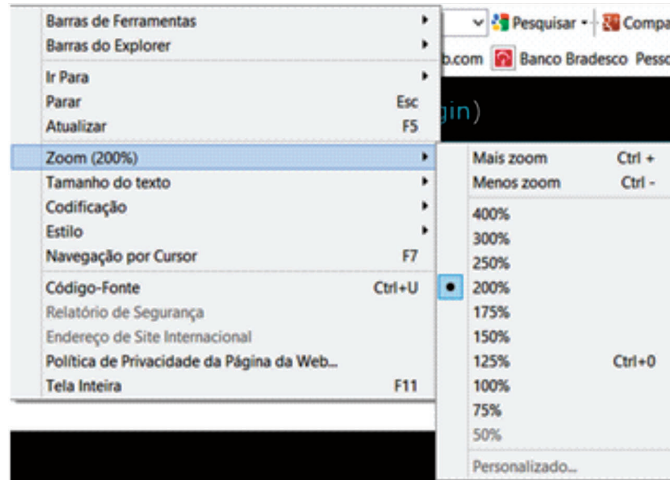 Barras de Ferramentas
Barras do Explorer
Ir Para
Parar Esc
Atualizar F5
Zoom (200%)
Tamanho do texto
Codificação
Estilo
Navegação por Cursor F7
Código-Fonte Ctrl+U
Relatório de Segurança
Endereço de Site Internacional
Política de Privacidade da Página da Web...
Tela Inteira F11
Pesquisar
Compa
b.com Banco Bradesco Pesso
gin)
Mais zoom Ctrl +
Menos zoom Ctrl -
400%
300%
250%
200%
175%
150%
125% Ctrl+0
100%
75%
50%
Personalizado...